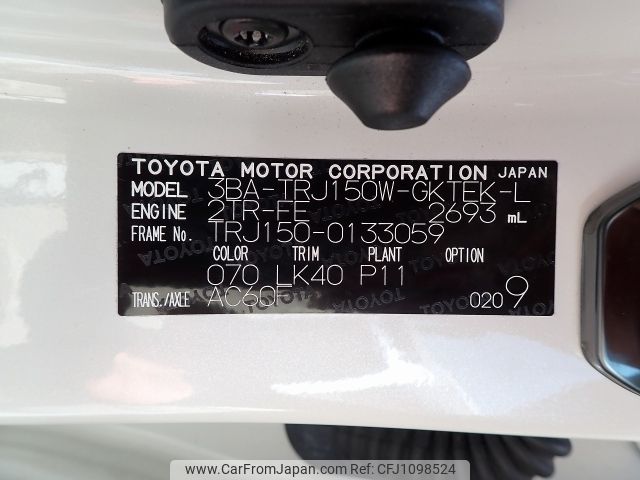 TOYOTA MOTOR CORPORATION JAPAN
MODEL 3BA-TRJ150W-GKTEK-L
ENGINE 2TR-FE 2693 mL
FRAME No. TRJ150-0133059
COLOR TRIM PLANT OPTION
070 LK40 P11
TRANS./AXLE AC60F 0209
www.CarFromJapan.com CFJ1098524